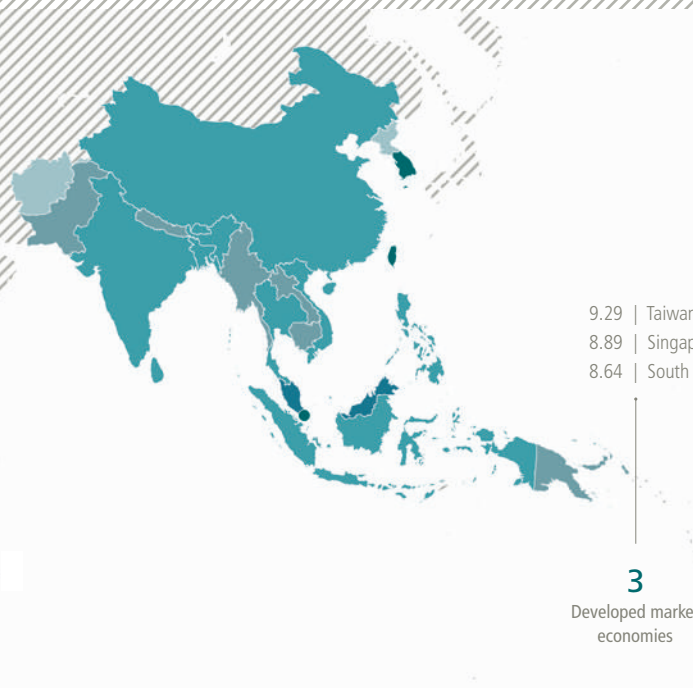 9.29 | Taiwan
8.89 | Singap
8.64 | South
3
Developed marke
economies